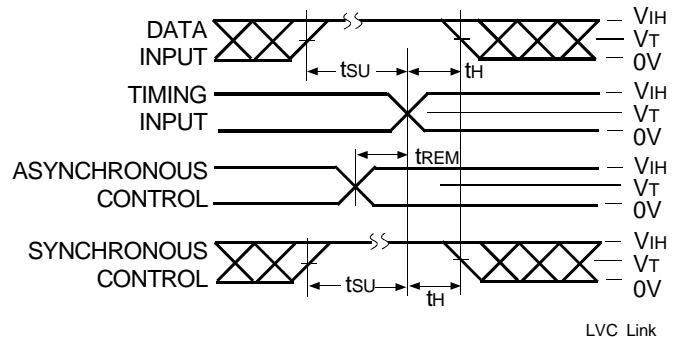 DATA
INPUT
VIH
VT
0V
tSU
tH
TIMING
INPUT
VIH
VT
0V
tREM
ASYNCHRONOUS
CONTROL
VIH
VT
0V
SYNCHRONOUS
CONTROL
VIH
VT
0V
tSU
tH
LVC Link